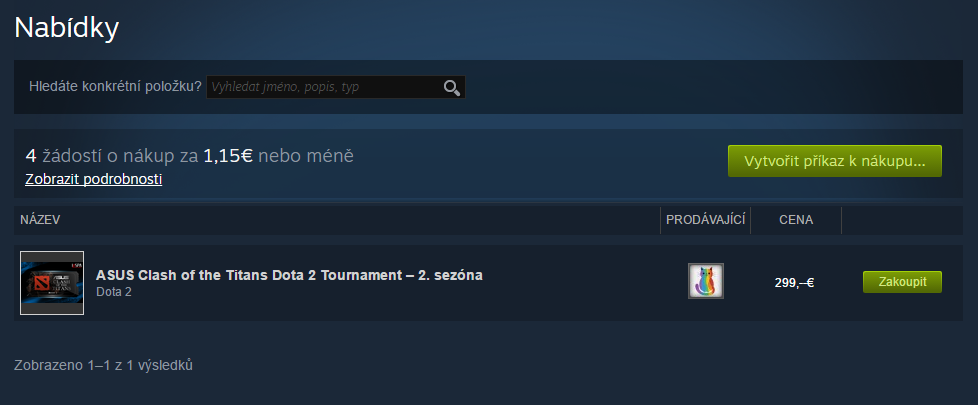 Nabídky
Hledáte konkrétní položku? Vyhledat jméno, popis, typ
4 žádostí o nákup za 1,15€ nebo méně
Vytvořit příkaz k nákupu...
Zobrazit podrobnosti
NÁZEV PRODÁVAJÍCÍ CENA
ASUS Clash of the Titans Dota 2 Tournament – 2. sezóna
Dota 2
299,--€
Zakoupit
Zobrazeno 1–1 z 1 výsledků